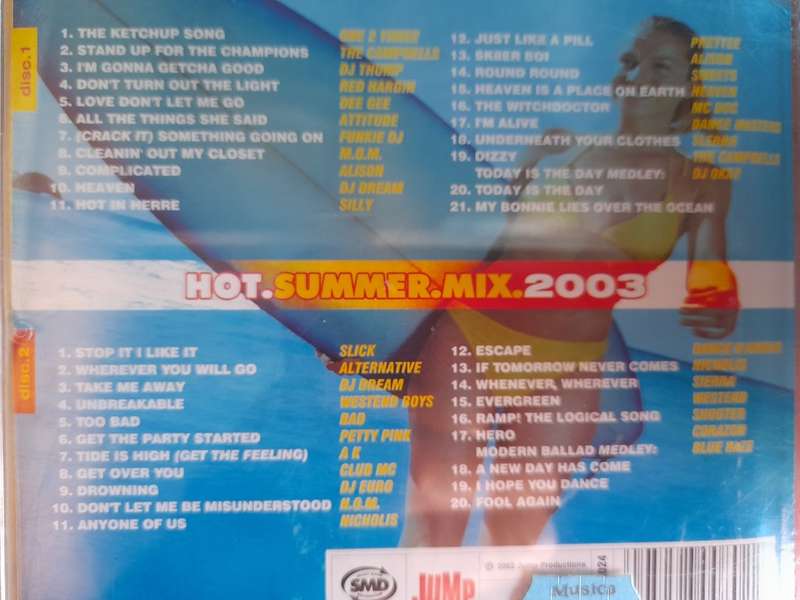 disc.1
1. THE KETCHUP SONG ONE 2 THREE
2. STAND UP FOR THE CHAMPIONS THE CAMPBELLS
3. I'M GONNA GETCHA GOOD DJ THUMP
4. DON'T TURN OUT THE LIGHT RED HARDIN
5. LOVE DON'T LET ME GO DEE GEE
6. ALL THE THINGS SHE SAID ATTITUDE
7. (CRACK IT) SOMETHING GOING ON FUNKIE DJ
8. CLEANIN' OUT MY CLOSET M.G.M.
9. COMPLICATED ALISON
10. HEAVEN DJ DREAM
11. HOT IN HERRE SILLY
12. JUST LIKE A PILL PRETTEE
13. SK8ER BOI ALISON
14. ROUND ROUND SWEETS
15. HEAVEN IS A PLACE ON EARTH HEAVEN
16. THE WITCHDOCTOR MC DOC
17. I'M ALIVE DANCE MASTERS
18. UNDERNEATH YOUR CLOTHES SIERRA
19. DIZZY THE CAMPBELLS
TODAY IS THE DAY MEDLEY: DJ OKAY
20. TODAY IS THE DAY
21. MY BONNIE LIES OVER THE OCEAN
HOT.SUMMER.MIX.2003
disc.2
1. STOP IT I LIKE IT SLICK
2. WHEREVER YOU WILL GO ALTERNATIVE
3. TAKE ME AWAY DJ DREAM
4. UNBREAKABLE WESTEND BOYS
5. TOO BAD BAD
6. GET THE PARTY STARTED PETTY PINK
7. TIDE IS HIGH (GET THE FEELING) A K
8. GET OVER YOU CLUB MC
9. DROWNING DJ EURO
10. DON'T LET ME BE MISUNDERSTOOD M.G.M.
11. ANYONE OF US NICHOLIS
12. ESCAPE DANCE
13. IF TOMORROW NEVER COMES NICHOLIS
14. WHENEVER, WHEREVER SIERRA
15. EVERGREEN WESTEND
16. RAMP! THE LOGICAL SONG SHOOTER
17. HERO CORAZON
MODERN BALLAD MEDLEY: BLUE HAZE
18. A NEW DAY HAS COME
19. I HOPE YOU DANCE
20. FOOL AGAIN
SMD
JUMP
Jump Productions
Musica